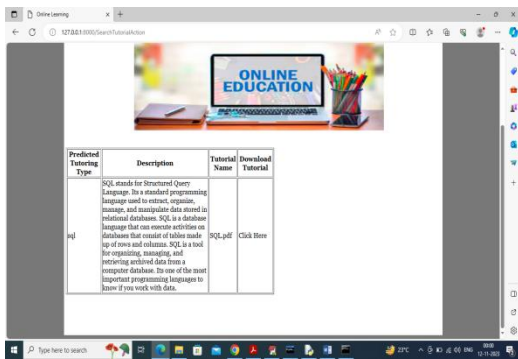 Online Learning
127.0.0.1:8000/SearchTutorialAction
ONLINE
EDUCATION
Predicted
Tutoring
Type
Description
Tutorial
Name
Download
Tutorial
sql
SQL stands for Structured Query
Language. Its a standard programming
language used to extract, organize,
manage, and manipulate data stored in
relational databases. SQL is a database
language that can execute activities on
databases that consist of tables made
up of rows and columns. SQL is a tool
for organizing, managing, and
retrieving archived data from a
computer database. Its one of the most
important programming languages to
know if you work with data.
SQL.pdf
Click Here
Type here to search
23°C
ENG
00:00
12-11-2023